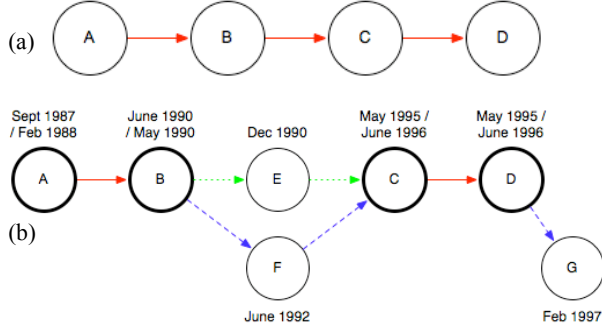 (a)
A
B
C
D
Sept 1987
/ Feb 1988
June 1990
/ May 1990
Dec 1990
May 1995 /
June 1996
May 1995 /
June 1996
A
B
E
C
D
(b)
F
G
June 1992
Feb 1997